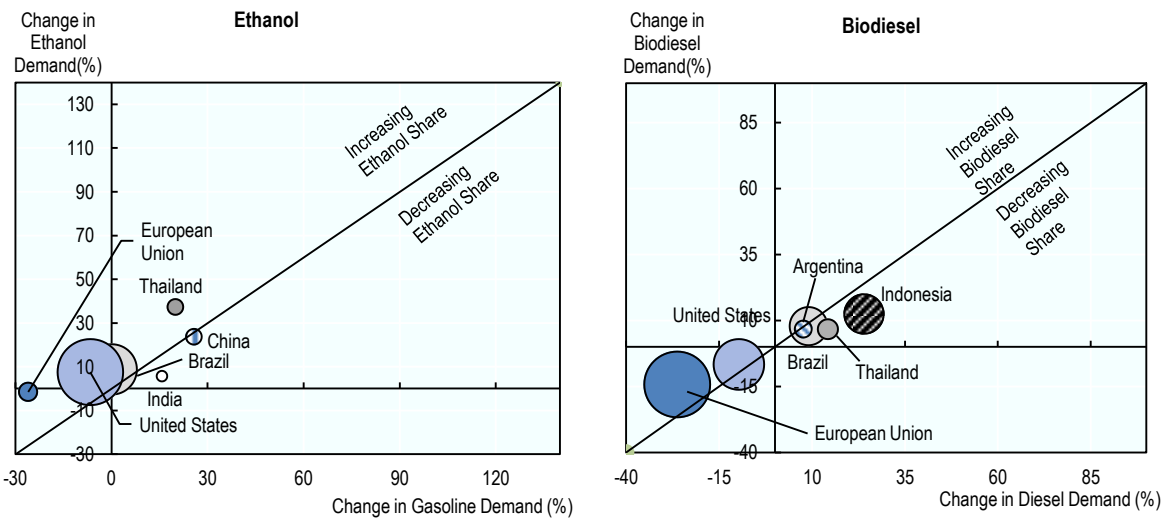 Change in
Ethanol
Demand(%)
Ethanol
130
110
90
70
50
30
10
-10
-30
-30
0
30
60
90
120
Increasing
Ethanol Share
Decreasing
Ethanol Share
European
Union
Thailand
China
Brazil
India
United States
Change in Gasoline Demand (%)
Change in
Biodiesel
Demand(%)
Biodiesel
85
60
35
10
-15
-40
-40
-15
10
35
60
85
Increasing
Biodiesel
Share
Decreasing
Biodiesel
Share
Argentina
Indonesia
United States
Brazil
Thailand
European Union
Change in Diesel Demand (%)